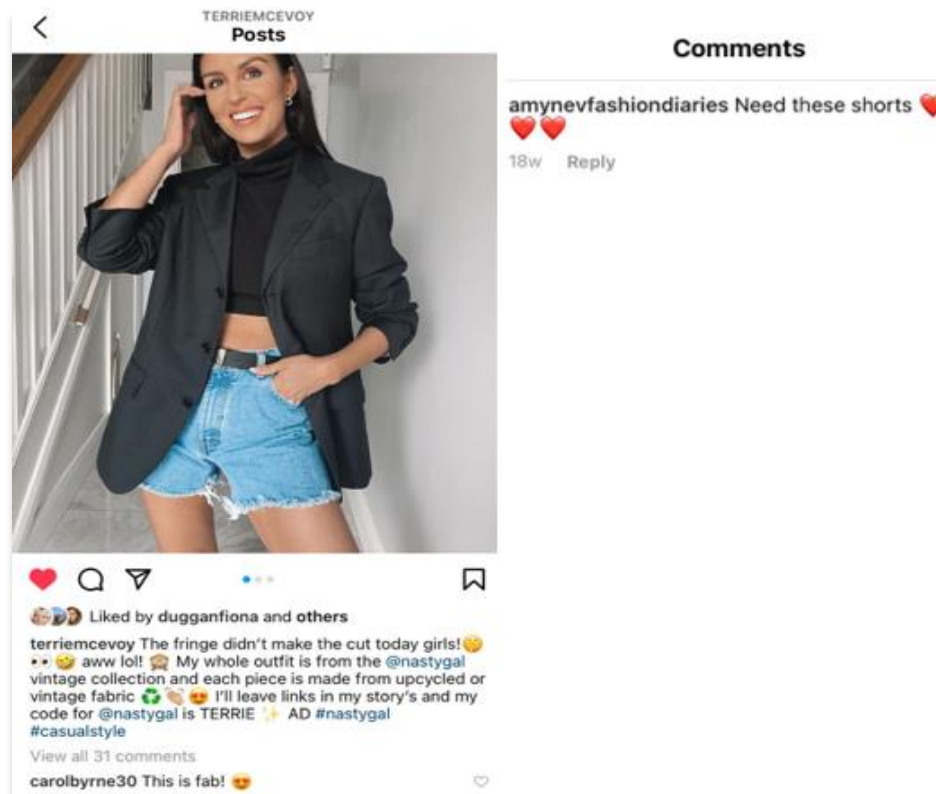 TERRIEMCEVOY
Posts
Liked by dugganfiona and others
terriemcevoy The fringe didn't make the cut today girls!🤔
👀🤣 aww lol! 🙈 My whole outfit is from the @nastygal
vintage collection and each piece is made from upcycled or
vintage fabric ♻️👏🏼😍 I'll leave links in my story's and my
code for @nastygal is TERRIE ✨ AD #nastygal
#casualstyle
View all 31 comments
carolbyrne30 This is fab! 😍
Comments
amynevfashiondiaries Need these shorts ❤️
❤️❤️
18w Reply